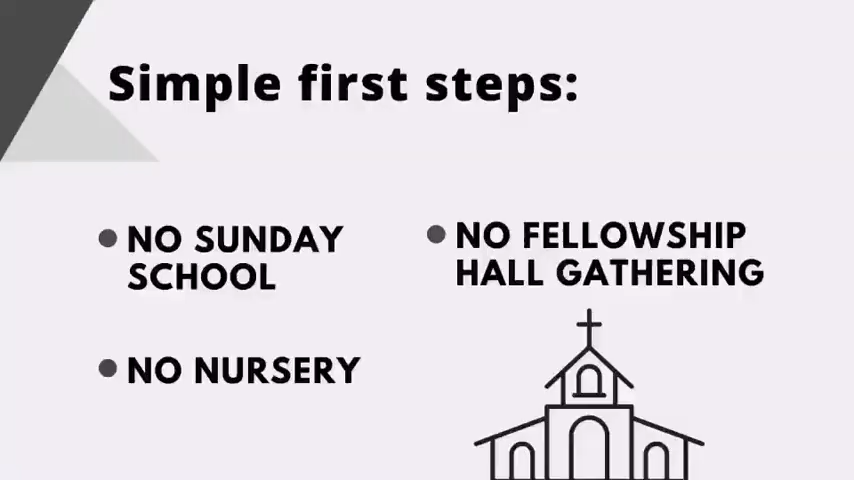 Simple first steps:
NO SUNDAY
SCHOOL
NO NURSERY
NO FELLOWSHIP
HALL GATHERING